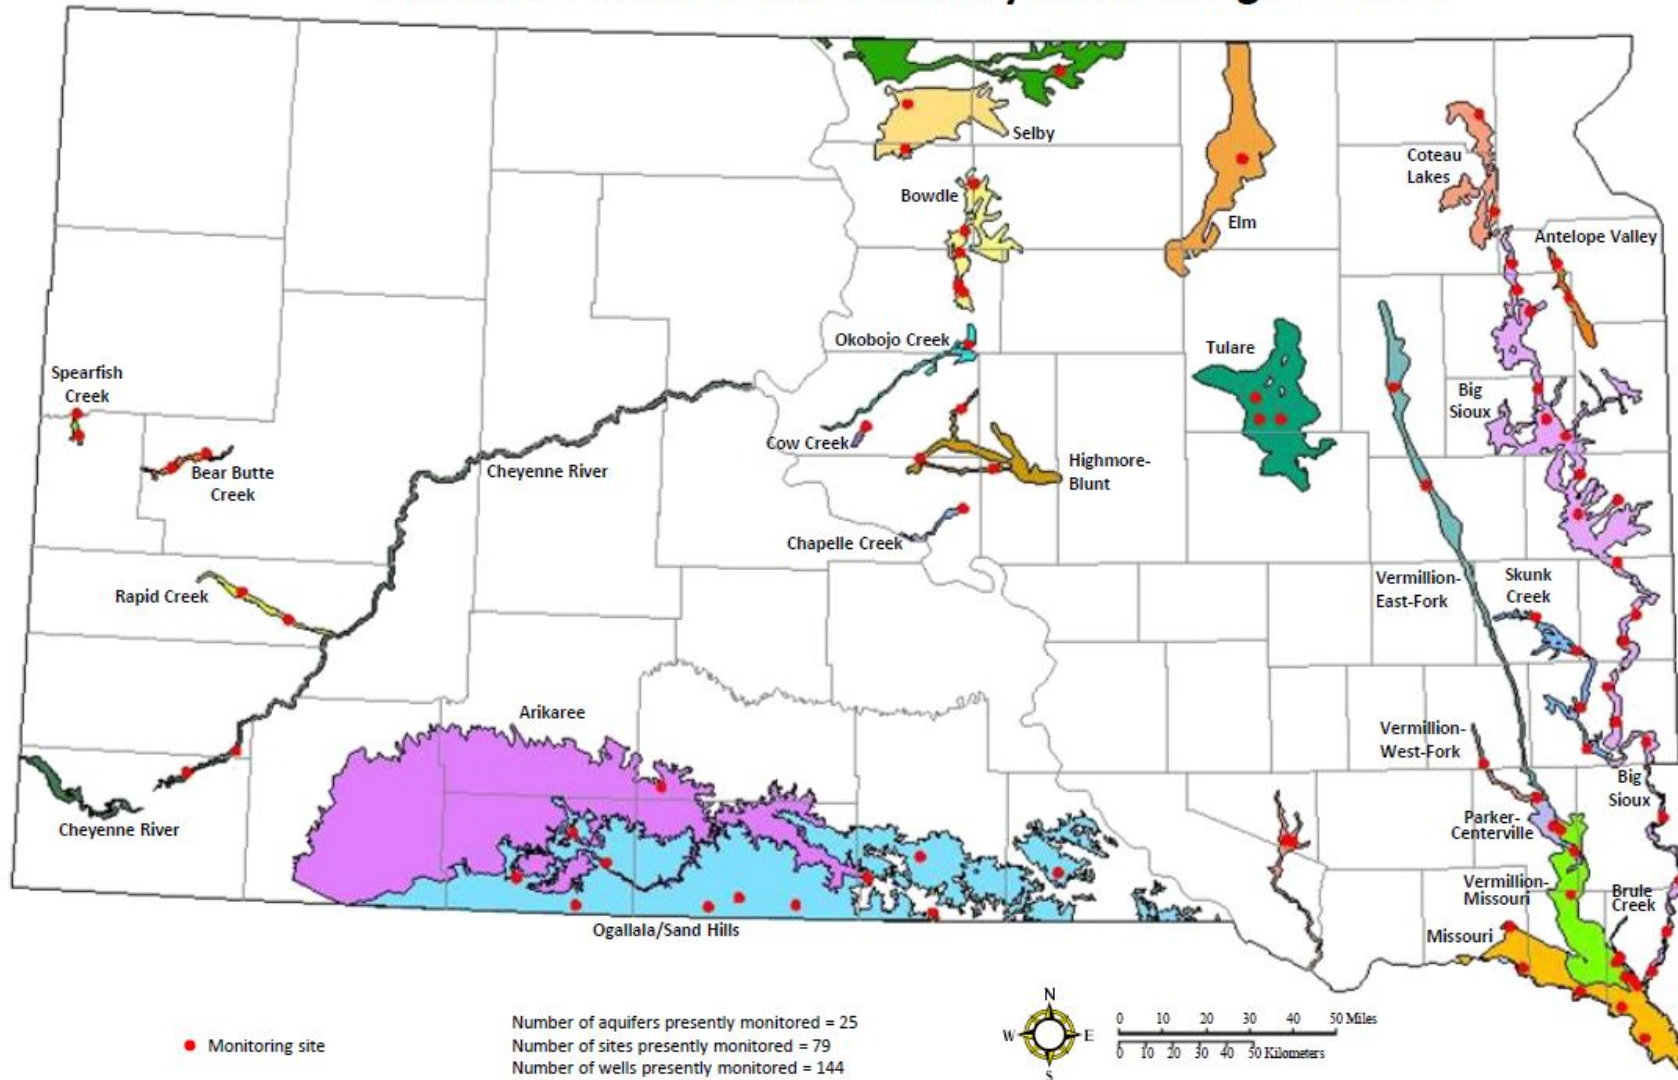 Selby
Coteau
Lakes
Bowdle
Elm
Antelope Valley
Okobojo Creek
Tulare
Spearfish
Creek
Big
Sioux
Cow Creek
Bear Butte
Creek
Cheyenne River
Highmore-
Blunt
Chapelle Creek
Rapid Creek
Vermillion-
East-Fork
Skunk
Creek
Arikaree
Vermillion-
West-Fork
Big
Sioux
Cheyenne River
Parker-
Centerville
Vermillion-
Missouri
Brule
Creek
Ogallala/Sand Hills
Missouri
Monitoring site
Number of aquifers presently monitored = 25
Number of sites presently monitored = 79
Number of wells presently monitored = 144
N
W E
S
0 10 20 30 40 50 Miles
0 10 20 30 40 50 Kilometers